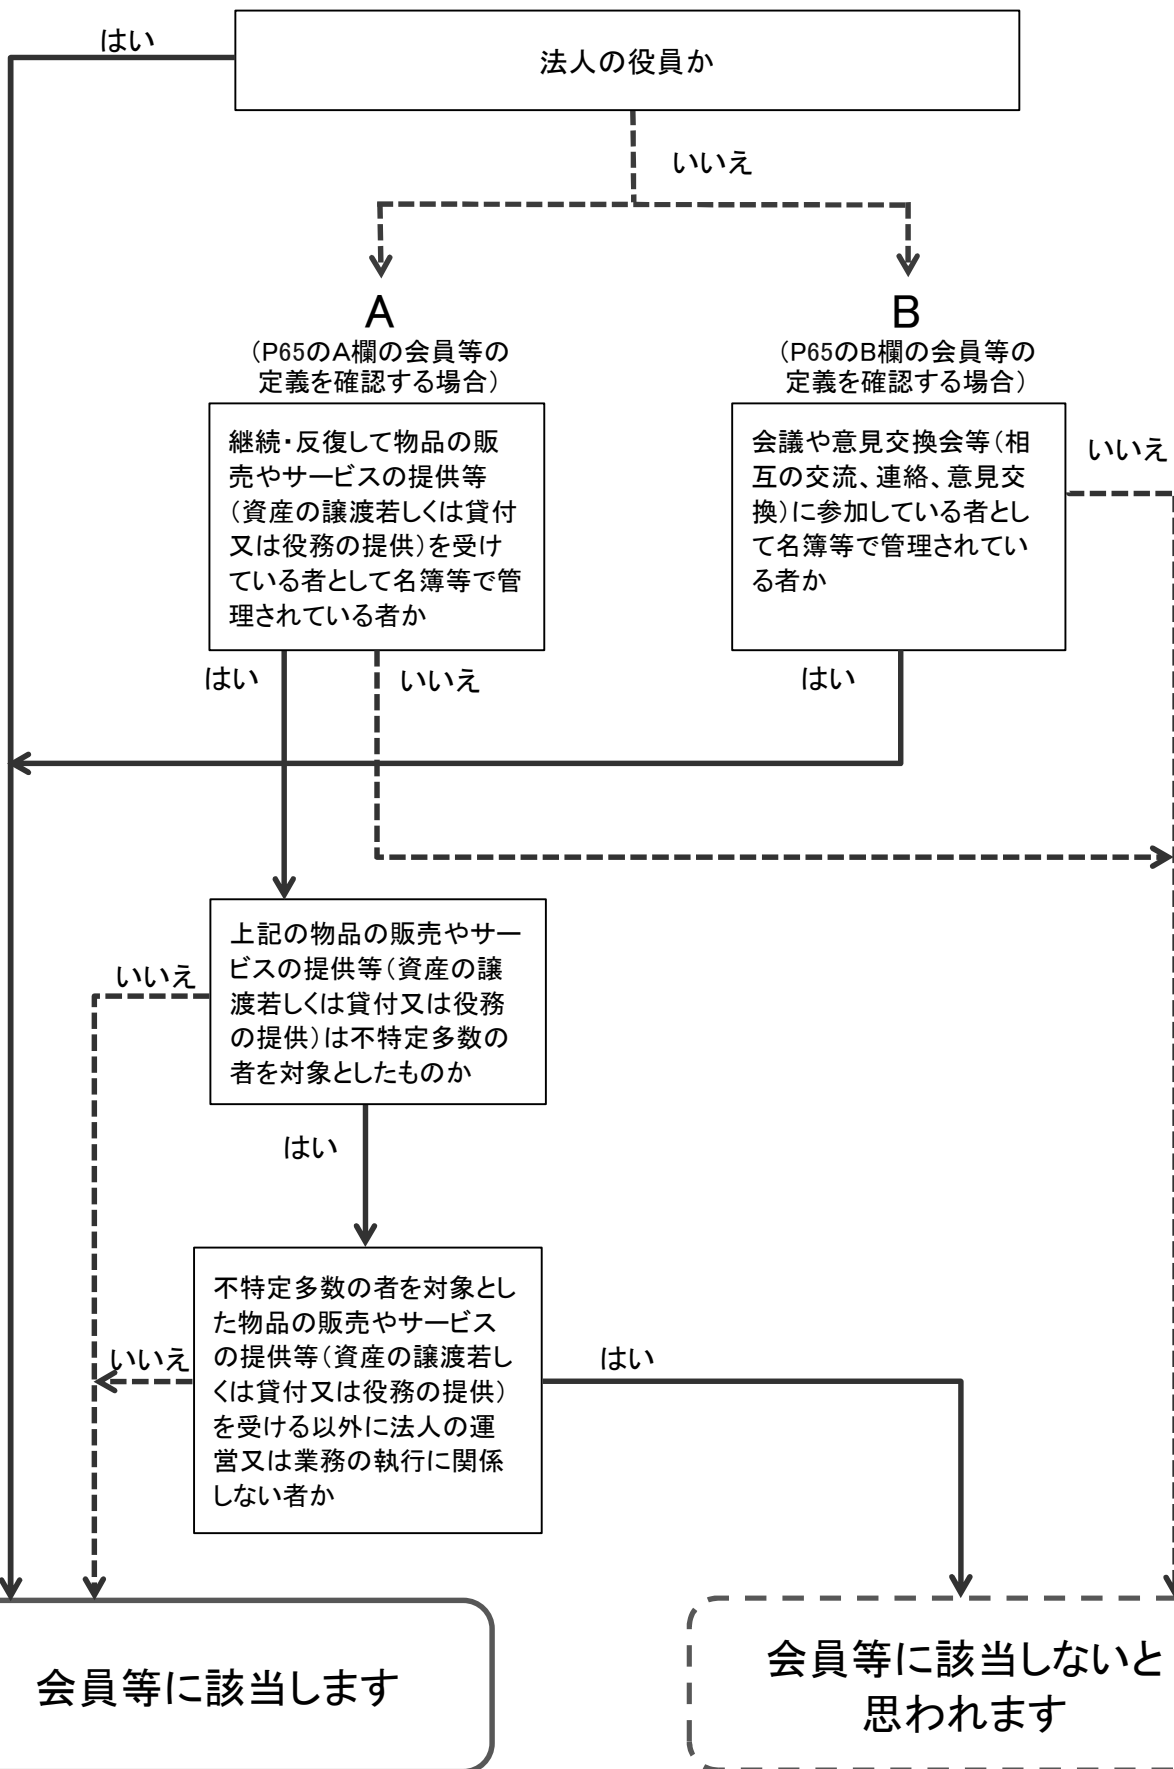 はい
法人の役員か
いいえ
A
(P65のA欄の会員等の
定義を確認する場合)
B
(P65のB欄の会員等の
定義を確認する場合)
継続・反復して物品の販
売やサービスの提供等
(資産の譲渡若しくは貸付
又は役務の提供)を受け
ている者として名簿等で管
理されている者か
会議や意見交換会等(相
互の交流、連絡、意見交
換)に参加している者とし
て名簿等で管理されてい
る者か
いいえ
はい
いいえ
はい
上記の物品の販売やサー
ビスの提供等(資産の譲
渡若しくは貸付又は役務
の提供)は不特定多数の
者を対象としたものか
いいえ
はい
不特定多数の者を対象とし
た物品の販売やサービス
の提供等(資産の譲渡若し
くは貸付又は役務の提供)
を受ける以外に法人の運
営又は業務の執行に関係
しない者か
いいえ
はい
会員等に該当します
会員等に該当しないと
思われます